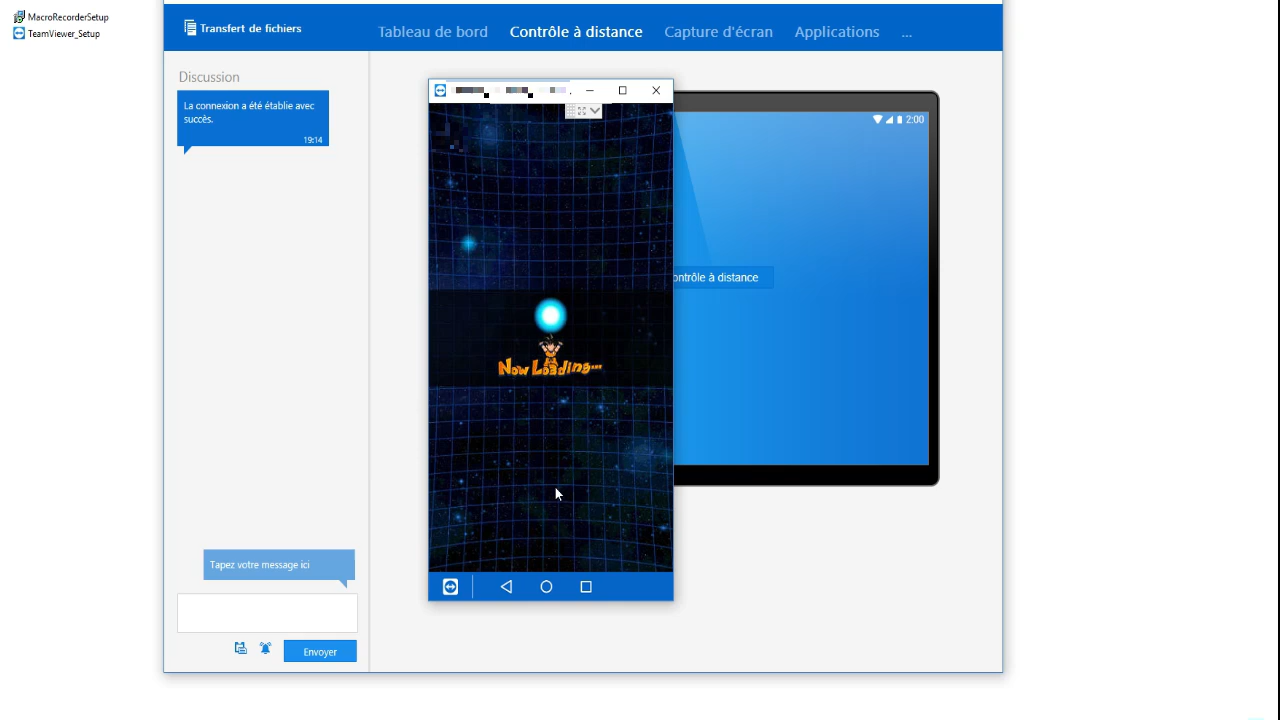 MacroRecorderSetup
TeamViewer_Setup
Transfert de fichiers
Tableau de bord
Contrôle à distance
Capture d'écran
Applications
...
Discussion
La connexion a été établie avec
succès.
19:14
2:00
ontrôle à distance
Now Loading...
Tapez votre message ici
Envoyer